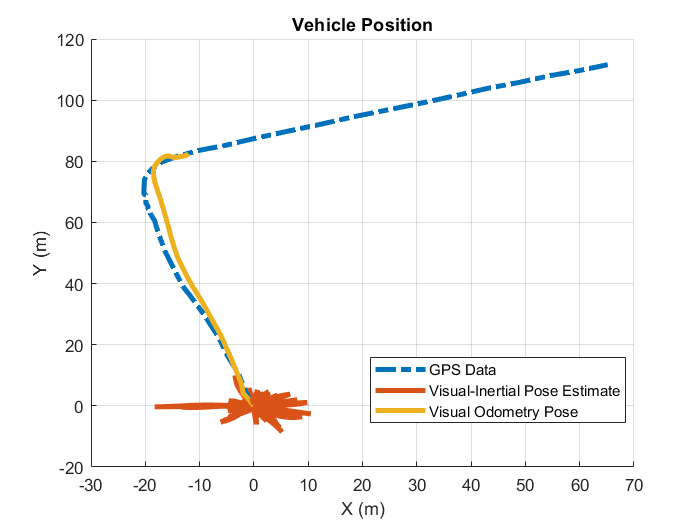 Vehicle Position
120
100
80
60
40
20
0
-20
Y (m)
-30 -20 -10 0 10 20 30 40 50 60 70
X (m)
GPS Data
Visual-Inertial Pose Estimate
Visual Odometry Pose